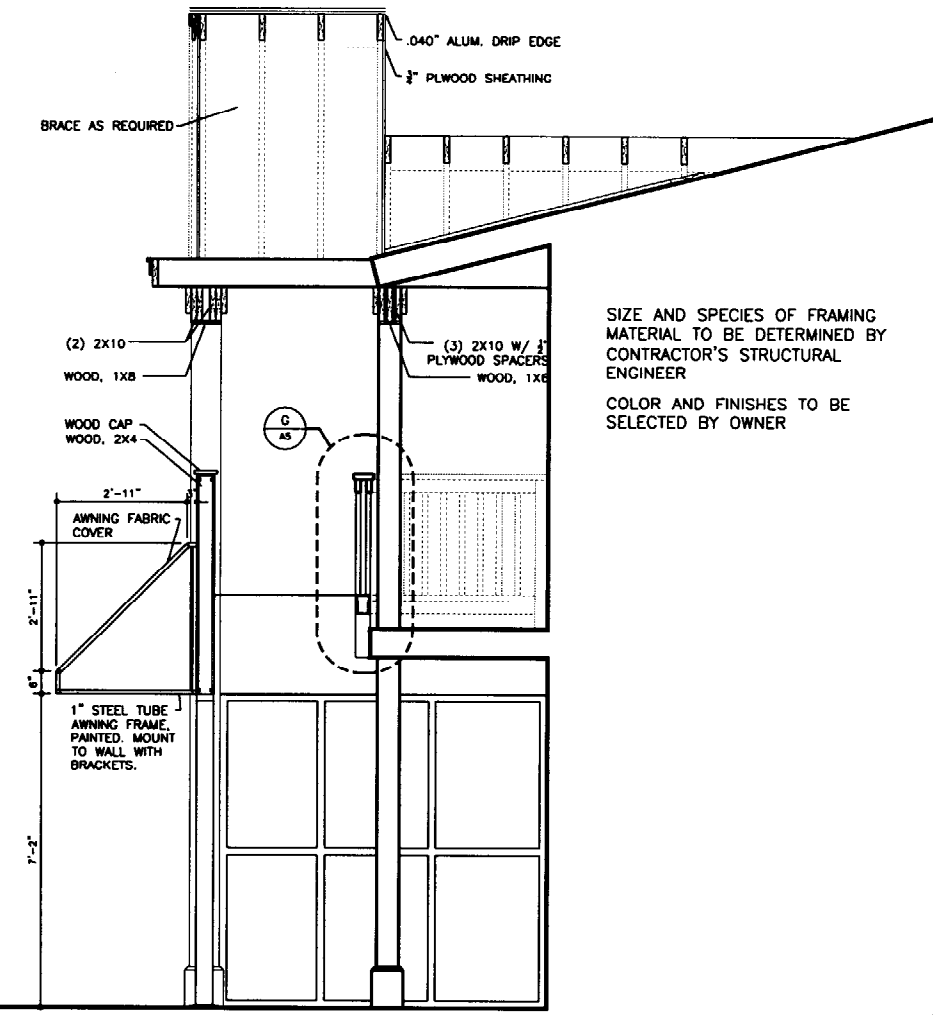 .040" ALUM. DRIP EDGE
¾" PLWOOD SHEATHING
BRACE AS REQUIRED
(2) 2X10
WOOD, 1X8
(3) 2X10 W/ ½"
PLYWOOD SPACERS
WOOD, 1X6
SIZE AND SPECIES OF FRAMING
MATERIAL TO BE DETERMINED BY
CONTRACTOR'S STRUCTURAL
ENGINEER
COLOR AND FINISHES TO BE
SELECTED BY OWNER
WOOD CAP
WOOD, 2X4
G
A5
2'-11"
3"
AWNING FABRIC
COVER
2'-11"
6"
1" STEEL TUBE
AWNING FRAME,
PAINTED. MOUNT
TO WALL WITH
BRACKETS.
7'-2"